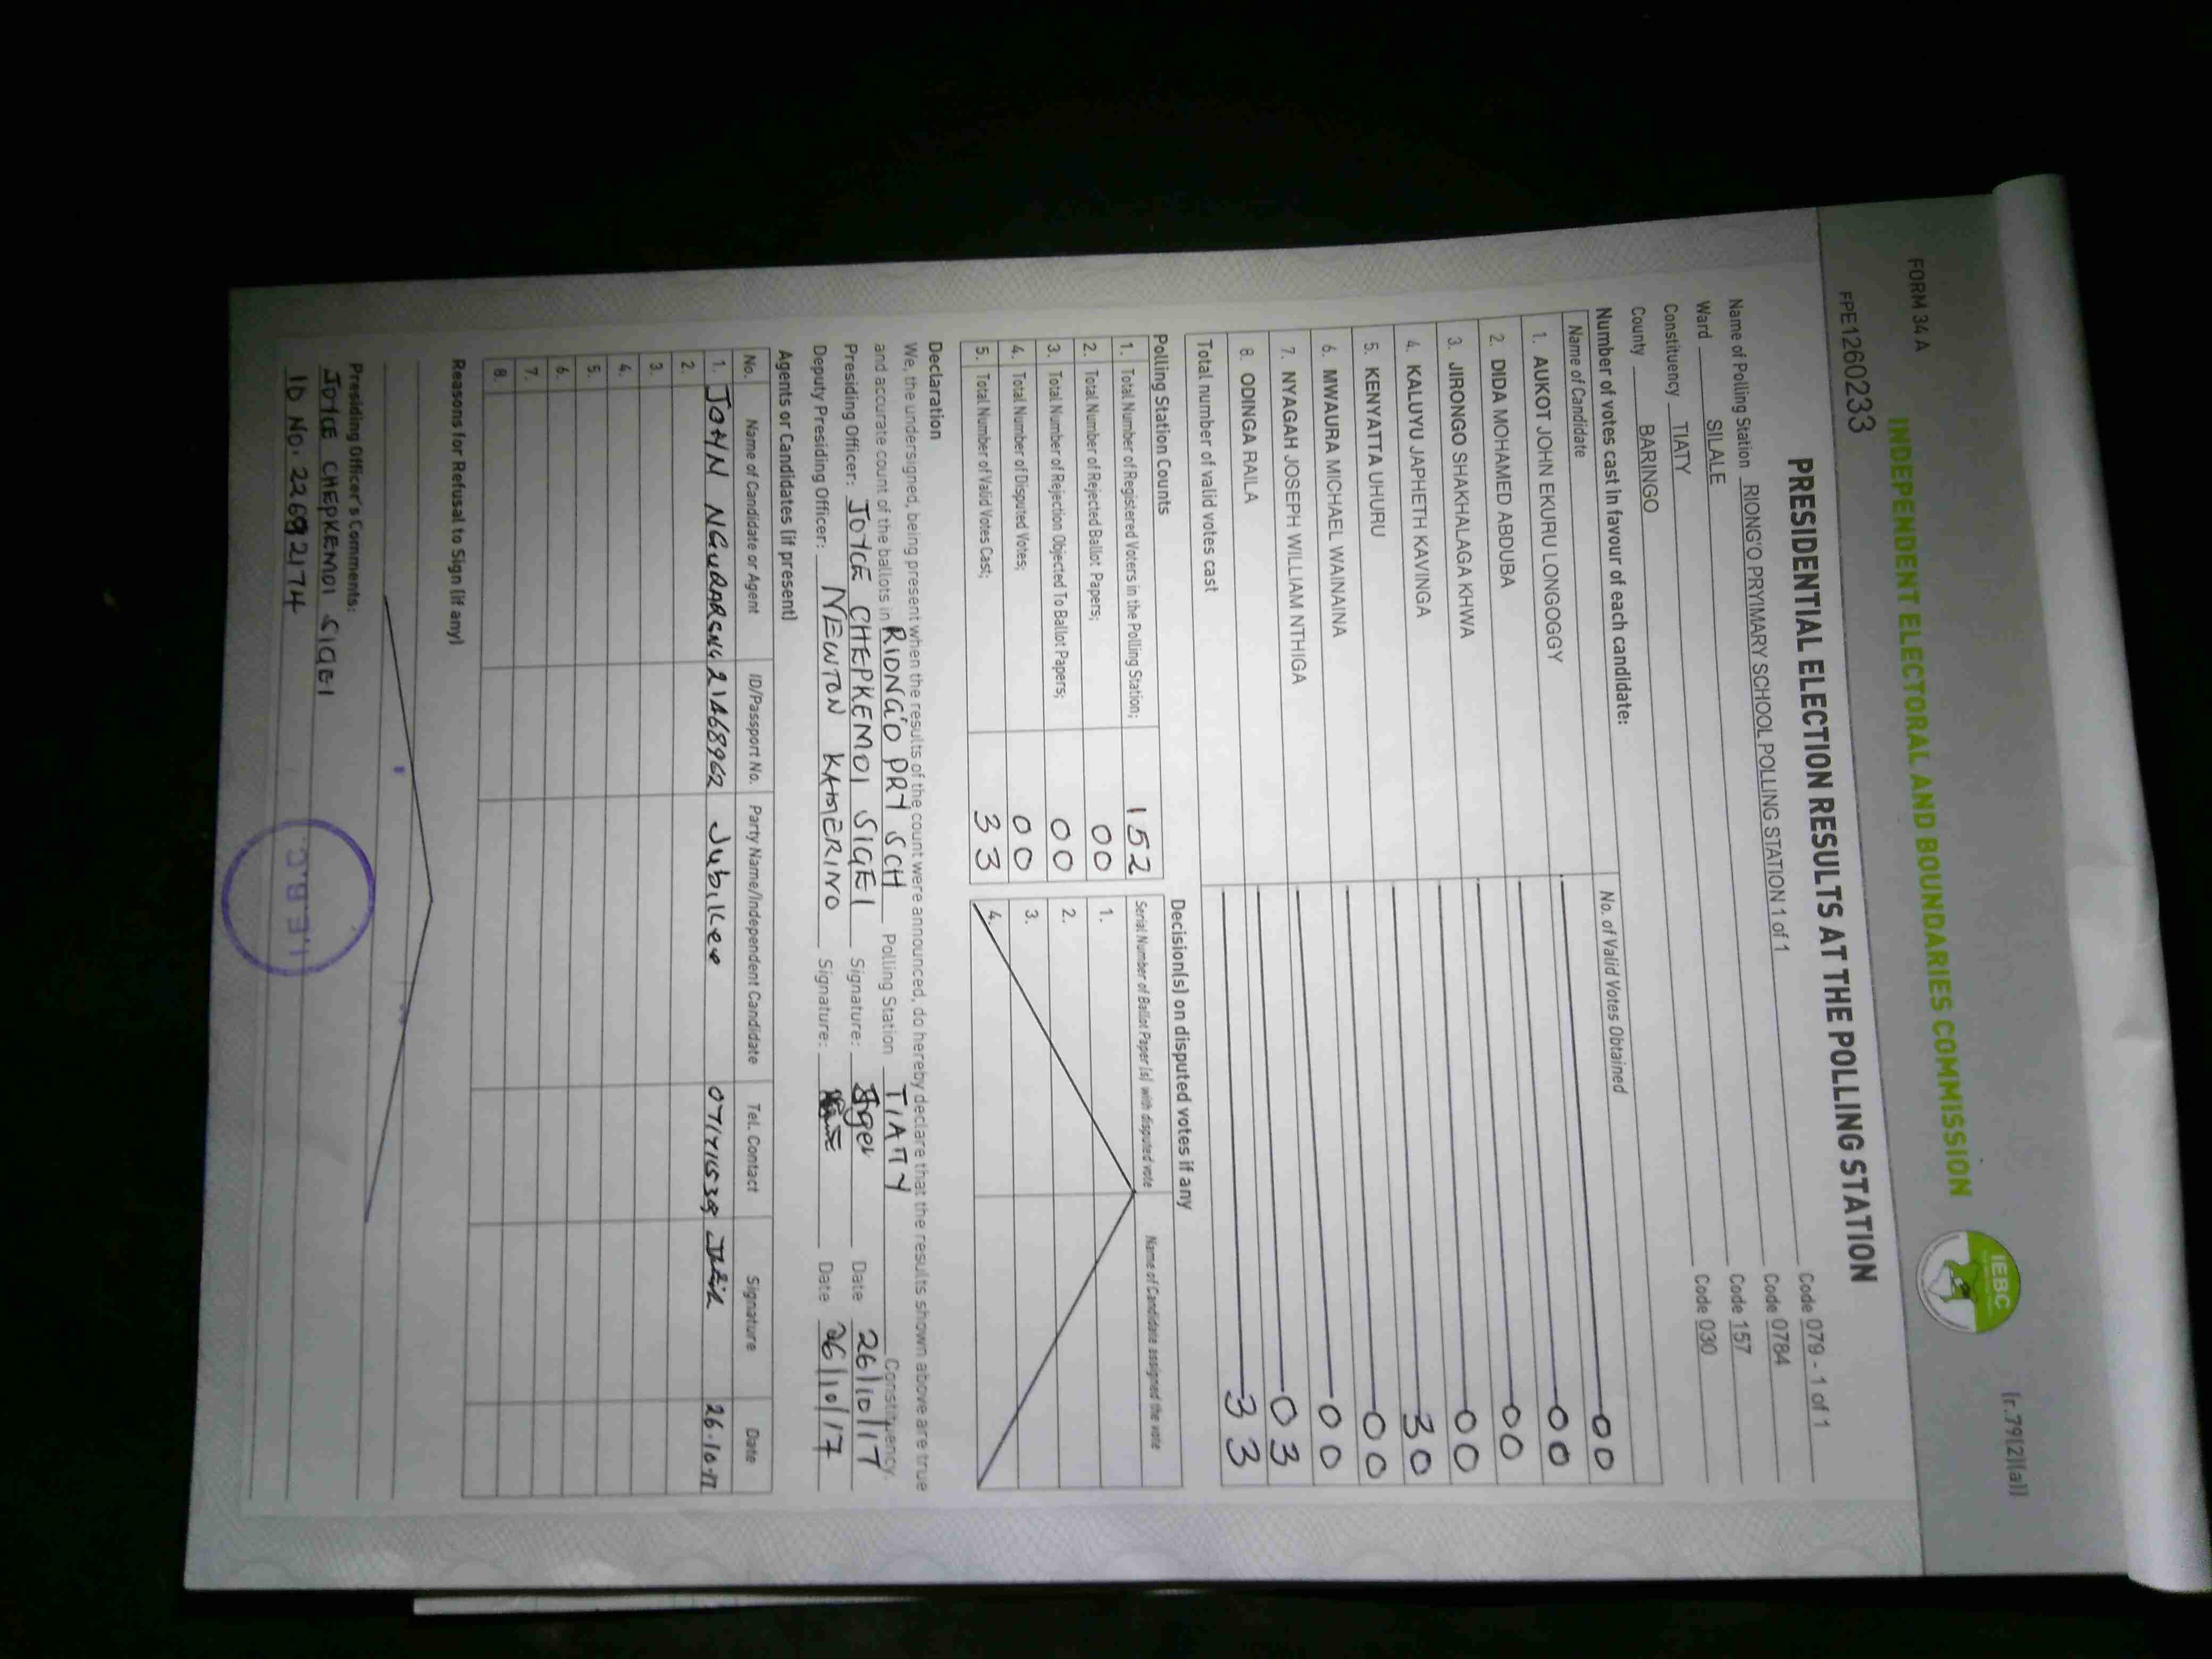 FORM 34 A
(r.79(2)(a))
INDEPENDENT ELECTORAL AND BOUNDARIES COMMISSION
IEBC
FPE1260233
PRESIDENTIAL ELECTION RESULTS AT THE POLLING STATION
Name of Polling Station RIONG'O PRYIMARY SCHOOL POLLING STATION 1 of 1 Code 079 - 1 of 1
Ward SILALE Code 0784
Constituency TIATY Code 157
County BARINGO Code 030
Number of votes cast in favour of each candidate:
Name of Candidate No. of Valid Votes Obtained
1. AUKOT JOHN EKURU LONGOGGY 00
2. DIDA MOHAMED ABDUBA 00
3. JIRONGO SHAKHALAGA KHWA 00
4. KALUYU JAPHETH KAVINGA 00
5. KENYATTA UHURU 30
6. MWAURA MICHAEL WAINAINA 00
7. NYAGAH JOSEPH WILLIAM NTHIGA 00
8. ODINGA RAILA 03
Total number of valid votes cast 33
Polling Station Counts
1. Total Number of Registered Voters in the Polling Station; 152
2. Total Number of Rejected Ballot Papers; 00
3. Total Number of Rejection Objected To Ballot Papers; 00
4. Total Number of Disputed Votes; 00
5. Total Number of Valid Votes Cast; 33
Decision(s) on disputed votes if any
Serial Number of Ballot Paper (s) with disputed vote Name of Candidate assigned the vote
1.
2.
3.
4.
Declaration
We, the undersigned, being present when the results of the count were announced, do hereby declare that the results shown above are true
and accurate count of the ballots in RIONG'O PRY SCH Polling Station TIATY Constituency.
Presiding Officer: JOYCE CHEPKEMOI SIGEI Signature: Date 26/10/17
Deputy Presiding Officer: NEWTON KAMERINO Signature: Date 26/10/17
Agents or Candidates (if present)
No. Name of Candidate or Agent ID/Passport No. Party Name/Independent Candidate Tel. Contact Signature Date
1. JOHN 21468962 Jubilee 26.10.17
2.
3.
4.
5.
6.
7.
8.
Reasons for Refusal to Sign (if any)
Presiding Officer's Comments:
JOYCE CHEPKEMOI SIGEI
ID NO. 22692174
I.E.B.C.